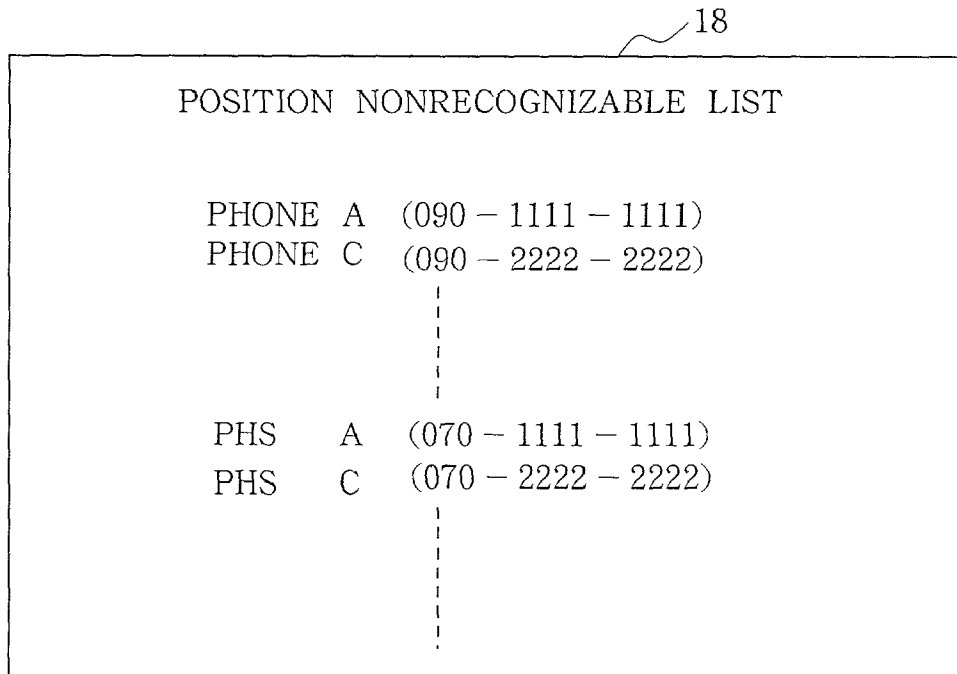 18
POSITION NONRECOGNIZABLE LIST
PHONE A (090 − 1111 − 1111)
PHONE C (090 − 2222 − 2222)
PHS A (070 − 1111 − 1111)
PHS C (070 − 2222 − 2222)